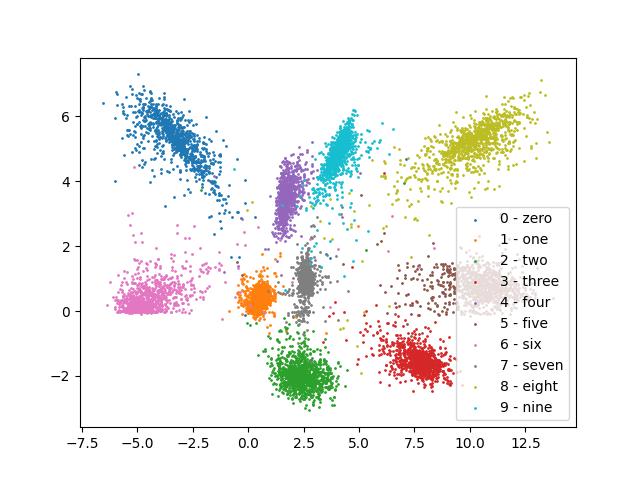 6
4
2
0
−2
−7.5 −5.0 −2.5 0.0 2.5 5.0 7.5 10.0 12.5
0 - zero
1 - one
2 - two
3 - three
4 - four
5 - five
6 - six
7 - seven
8 - eight
9 - nine